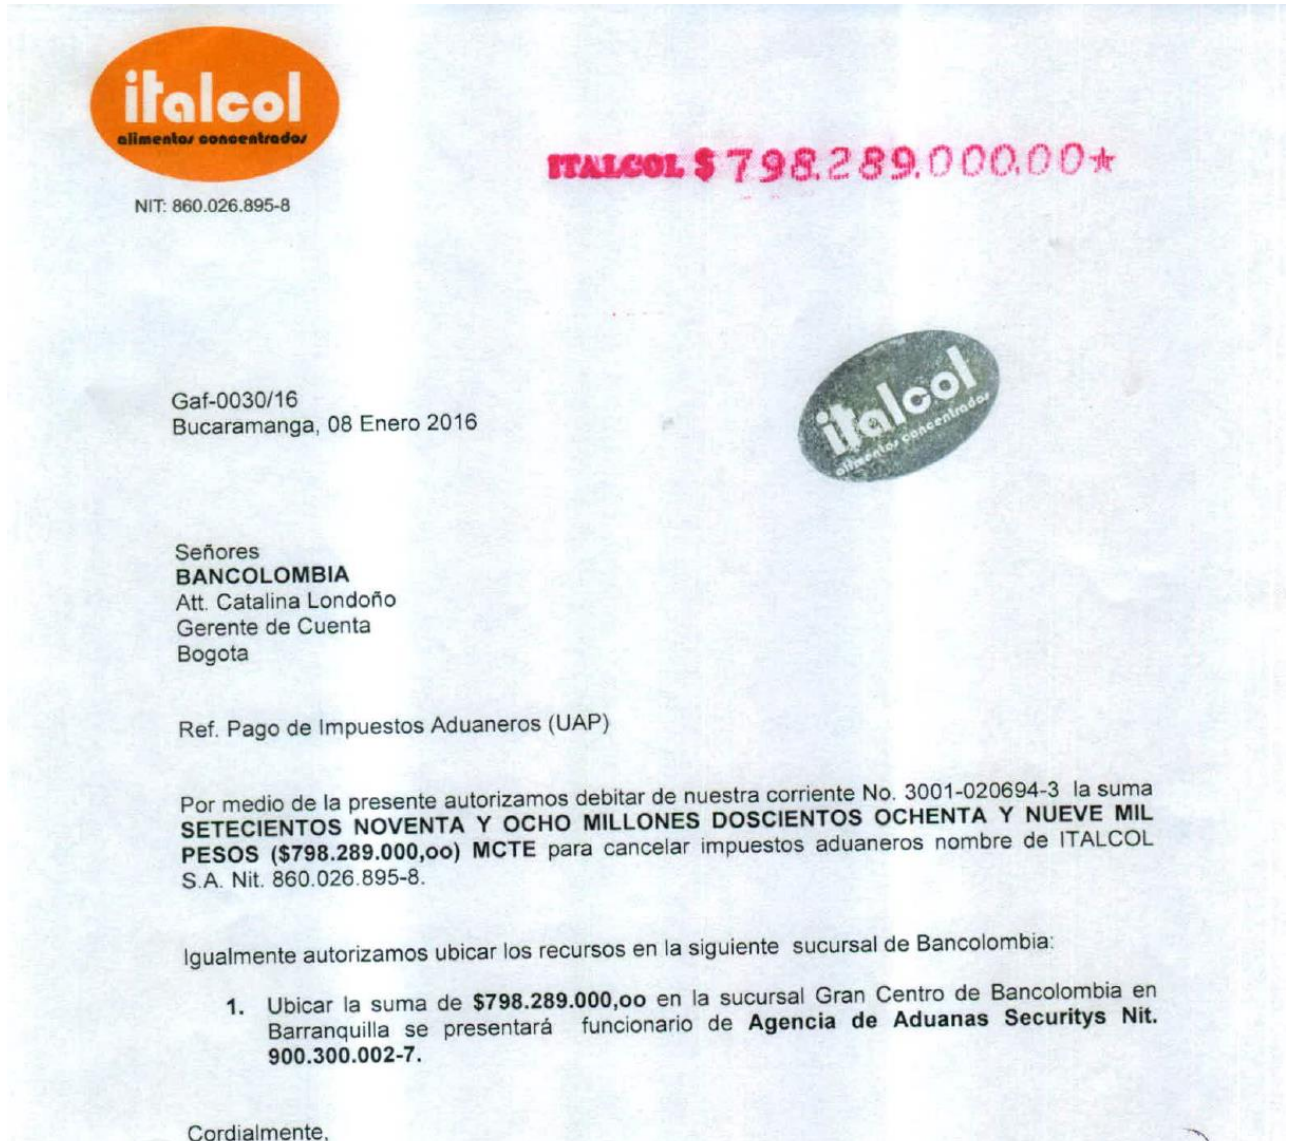 italcol
alimentos concentrados
NIT: 860.026.895-8
ITALCOL $ 798.289.000.00★
italcol
alimentos concentrados
Gaf-0030/16
Bucaramanga, 08 Enero 2016
Señores
BANCOLOMBIA
Att. Catalina Londoño
Gerente de Cuenta
Bogota
Ref. Pago de Impuestos Aduaneros (UAP)
Por medio de la presente autorizamos debitar de nuestra corriente No. 3001-020694-3 la suma
SETECIENTOS NOVENTA Y OCHO MILLONES DOSCIENTOS OCHENTA Y NUEVE MIL
PESOS ($798.289.000,oo) MCTE para cancelar impuestos aduaneros nombre de ITALCOL
S.A. Nit. 860.026.895-8.
Igualmente autorizamos ubicar los recursos en la siguiente sucursal de Bancolombia:
1. Ubicar la suma de $798.289.000,oo en la sucursal Gran Centro de Bancolombia en
Barranquilla se presentará funcionario de Agencia de Aduanas Securitys Nit.
900.300.002-7.
Cordialmente,